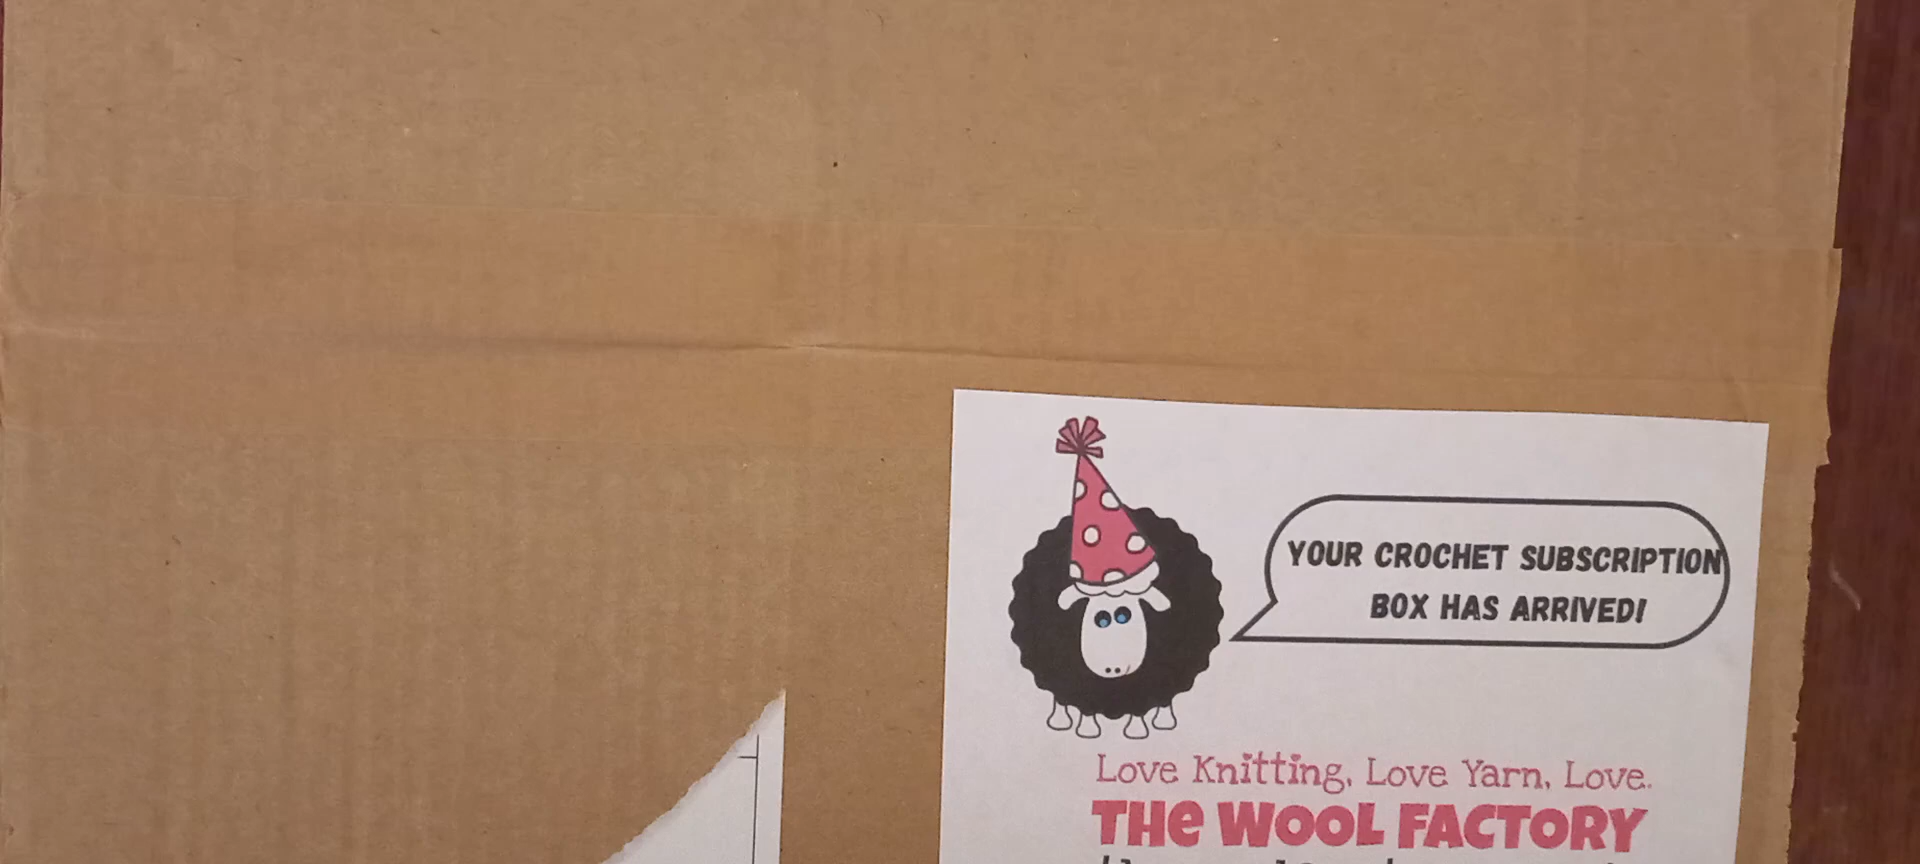 YOUR CROCHET SUBSCRIPTION
BOX HAS ARRIVED!
Love Knitting, Love Yarn, Love.
THE WOOL FACTORY